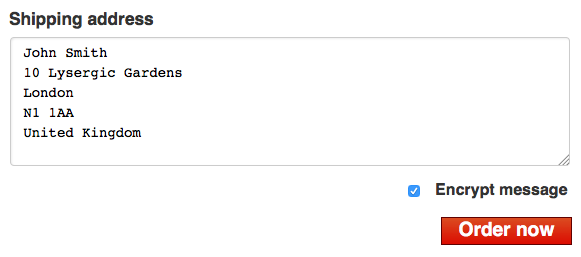 Shipping address
John Smith
10 Lysergic Gardens
London
N1 1AA
United Kingdom
Encrypt message
Order now